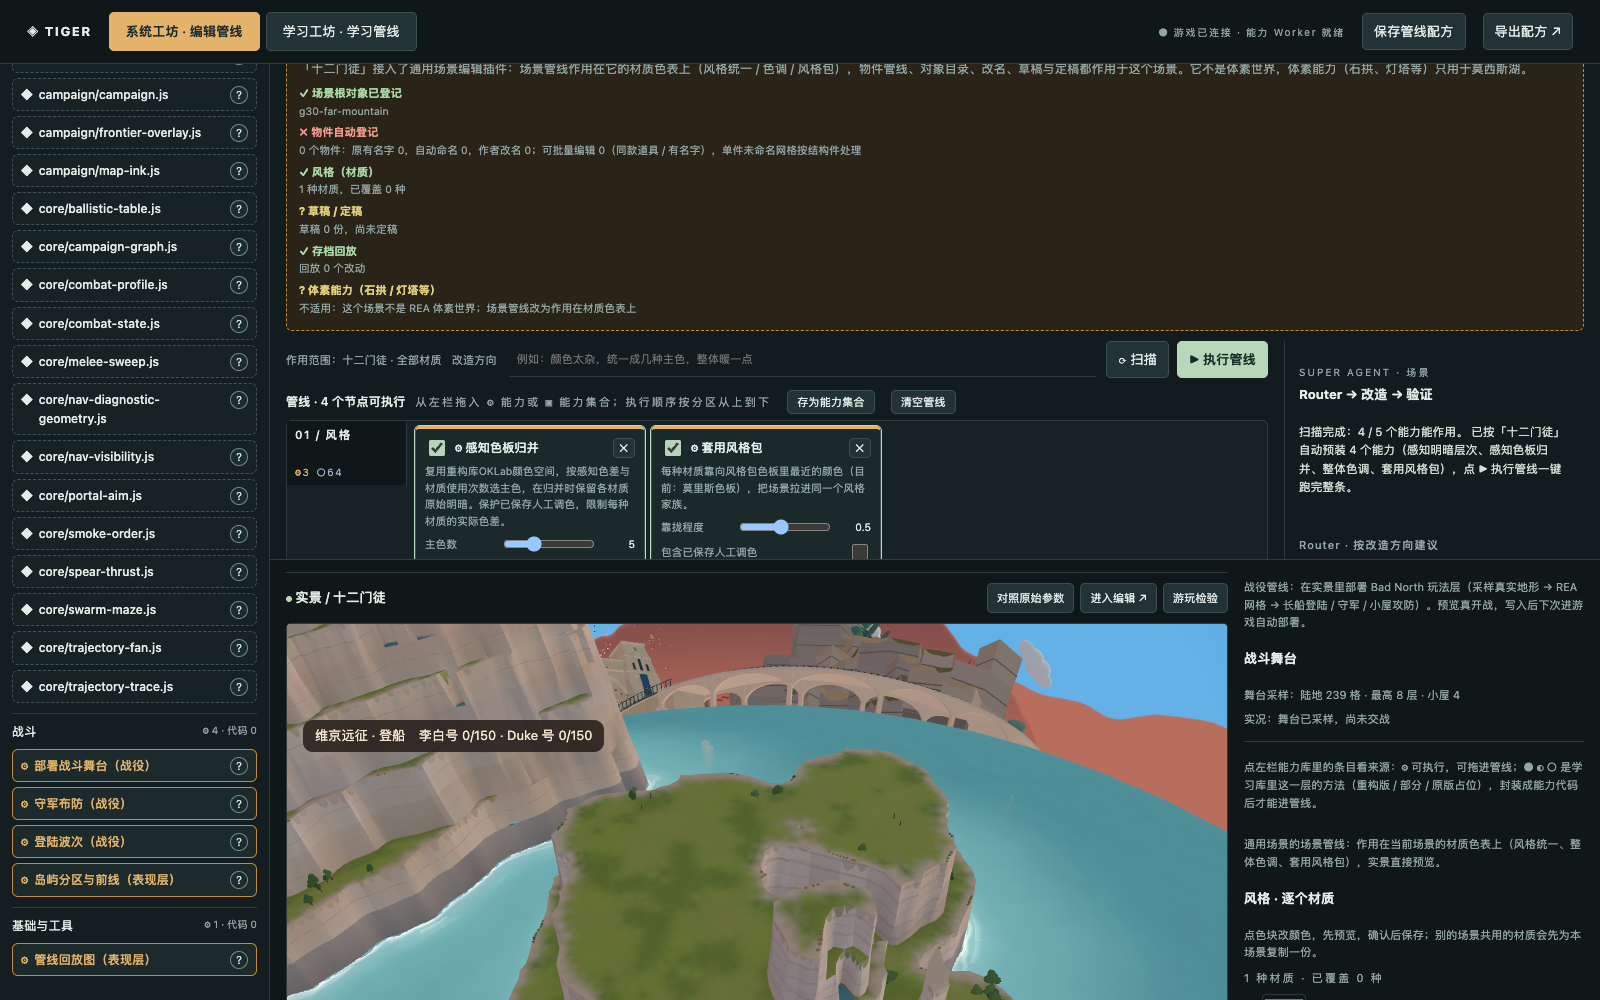 ◈ TIGER
系统工坊 · 编辑管线
学习工坊 · 学习管线
游戏已连接 · 能力 Worker 就绪
保存管线配方
导出配方 ↗
campaign/campaign.js ?
campaign/frontier-overlay.js ?
campaign/map-ink.js ?
core/ballistic-table.js ?
core/campaign-graph.js ?
core/combat-profile.js ?
core/combat-state.js ?
core/melee-sweep.js ?
core/nav-diagnostic-
geometry.js ?
core/nav-visibility.js ?
core/portal-aim.js ?
core/smoke-order.js ?
core/spear-thrust.js ?
core/swarm-maze.js ?
core/trajectory-fan.js ?
core/trajectory-trace.js ?
战斗 ⚙4 · 代码 0
⚙ 部署战斗舞台（战役） ?
⚙ 守军布防（战役） ?
⚙ 登陆波次（战役） ?
⚙ 岛屿分区与前线（表现层） ?
基础与工具 ⚙1 · 代码 0
⚙ 管线回放图（表现层） ?
「十二门徒」接入了通用场景编辑插件：场景管线作用在它的材质色表上（风格统一 / 色调 / 风格包），物件管线、对象目录、改名、草稿与定稿都作用于这个场景。它不是体素世界，体素能力（石拱、灯塔等）只用于莫西斯湖。
✓ 场景根对象已登记
g30-far-mountain
✕ 物件自动登记
0 个物件：原有名字 0，自动命名 0，作者改名 0；可批量编辑 0（同款道具 / 有名字），单件未命名网格按结构件处理
✓ 风格（材质）
1 种材质，已覆盖 0 种
? 草稿 / 定稿
草稿 0 份，尚未定稿
✓ 存档回放
回放 0 个改动
? 体素能力（石拱 / 灯塔等）
不适用：这个场景不是 REA 体素世界；场景管线改为作用在材质色表上
作用范围：十二门徒 · 全部材质 改造方向 例如：颜色太杂，统一成几种主色，整体暖一点
⟳ 扫描
▶ 执行管线
管线 · 4 个节点可执行 从左栏拖入 ⚙ 能力或 ▣ 能力集合；执行顺序按分区从上到下
存为能力集合
清空管线
01 / 风格
⚙3 ○64
⚙ 感知色板归并 ✕
复用重构库OKLab颜色空间，按感知色差与
材质使用次数选主色，在归并时保留各材质
原始明暗。保护已保存人工调色，限制每种
材质的实际色差。
主色数 5
⚙ 套用风格包 ✕
每种材质靠向风格包色板里最近的颜色（目
前：莫里斯色板），把场景拉进同一个风格
家族。
靠拢程度 0.5
包含已保存人工调色
SUPER AGENT · 场景
Router → 改造 → 验证
扫描完成：4 / 5 个能力能作用。 已按「十二门徒」
自动预装 4 个能力（感知明暗层次、感知色板归
并、整体色调、套用风格包），点 ▶ 执行管线一键
跑完整条。
Router · 按改造方向建议
● 实景 / 十二门徒
对照原始参数
进入编辑 ↗
游玩检验
维京远征 · 登船 李白号 0/150 · Duke 号 0/150
战役管线：在实景里部署 Bad North 玩法层（采样真实地形 → REA
网格 → 长船登陆 / 守军 / 小屋攻防）。预览真开战，写入后下次进游
戏自动部署。
战斗舞台
舞台采样：陆地 239 格 · 最高 8 层 · 小屋 4
实况：舞台已采样，尚未交战
点左栏能力库里的条目看来源：⚙ 可执行，可拖进管线；● ◐ ○ 是学
习库里这一层的方法（重构版 / 部分 / 原版占位），封装成能力代码
后才能进管线。
通用场景的场景管线：作用在当前场景的材质色表上（风格统一、整
体色调、套用风格包），实景直接预览。
风格 · 逐个材质
点色块改颜色，先预览，确认后保存；别的场景共用的材质会先为本
场景复制一份。
1 种材质 · 已覆盖 0 种